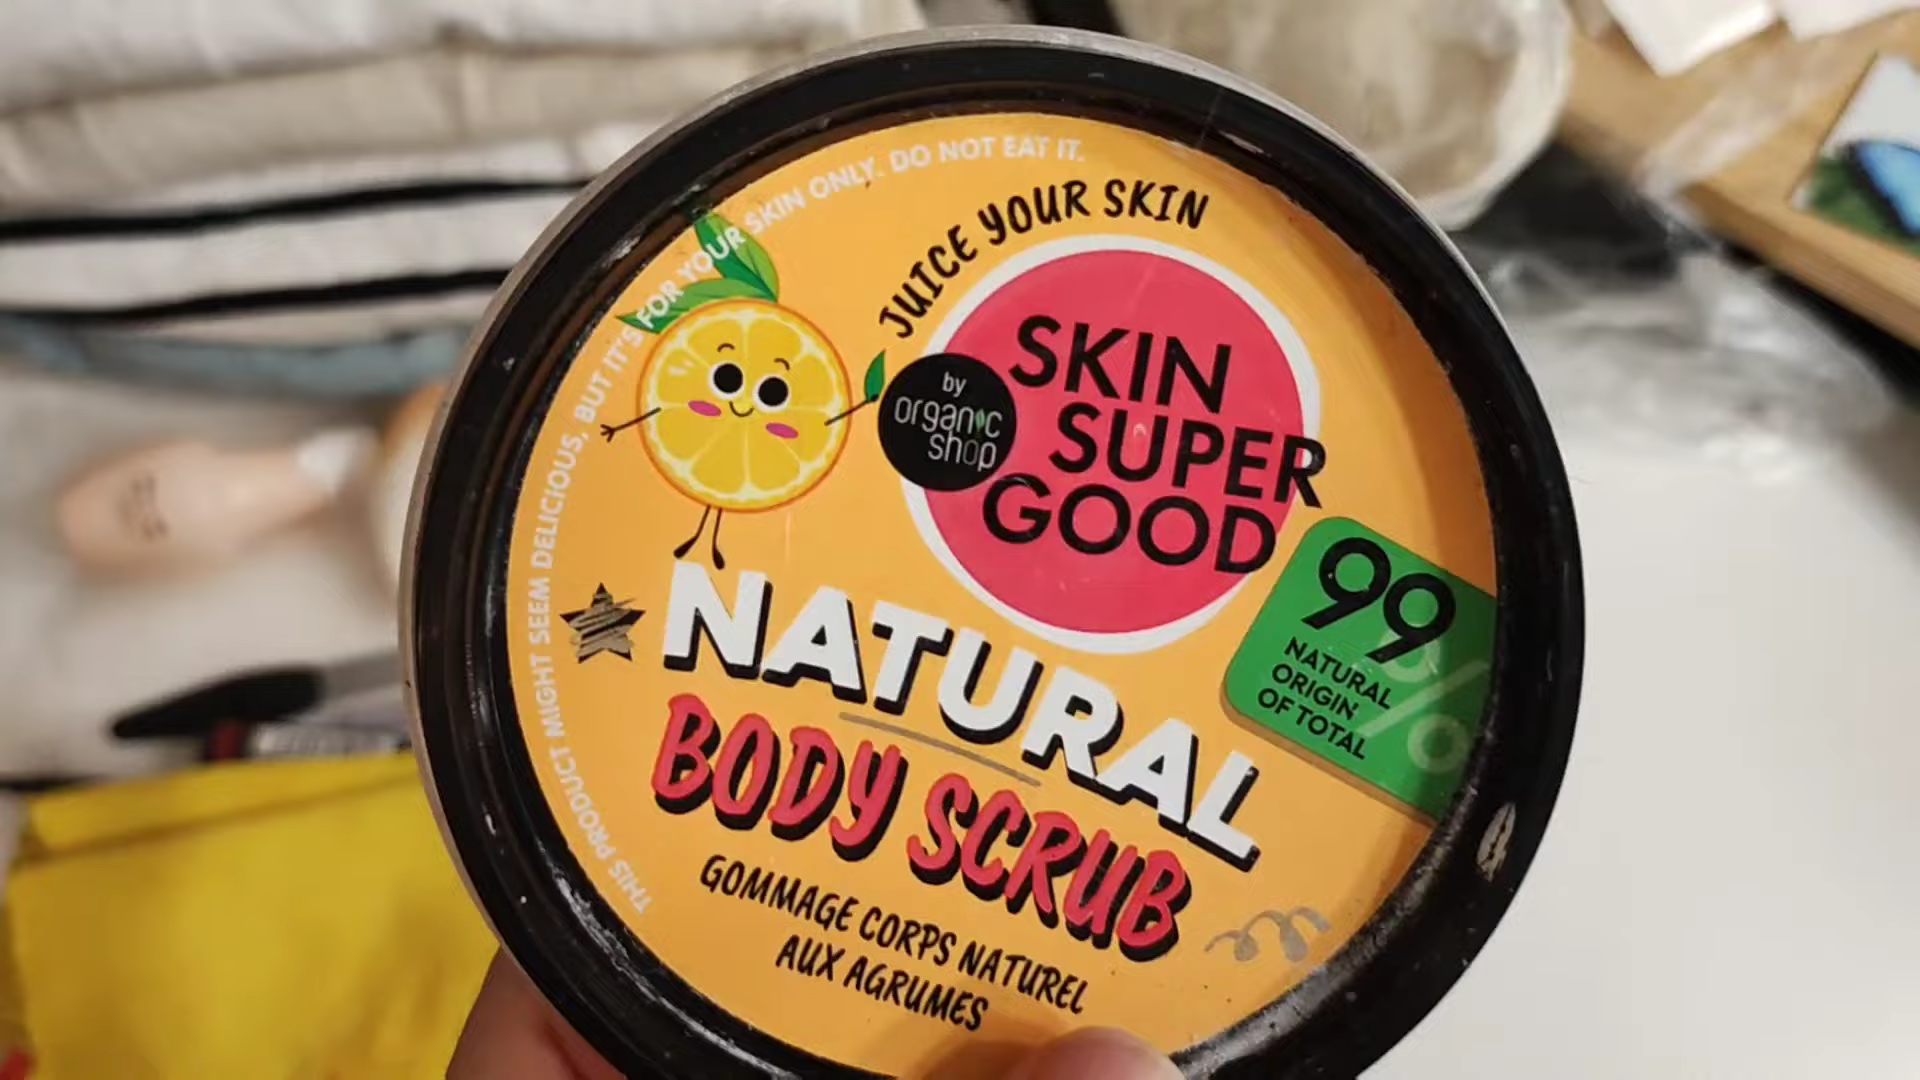 THIS PRODUCT MIGHT SEEM DELICIOUS, BUT IT'S FOR YOUR SKIN ONLY. DO NOT EAT IT.
JUICE YOUR SKIN
SKIN
SUPER
GOOD
by
organic
shop
99%
NATURAL
ORIGIN
OF TOTAL
NATURAL
BODY SCRUB
GOMMAGE CORPS NATUREL
AUX AGRUMES